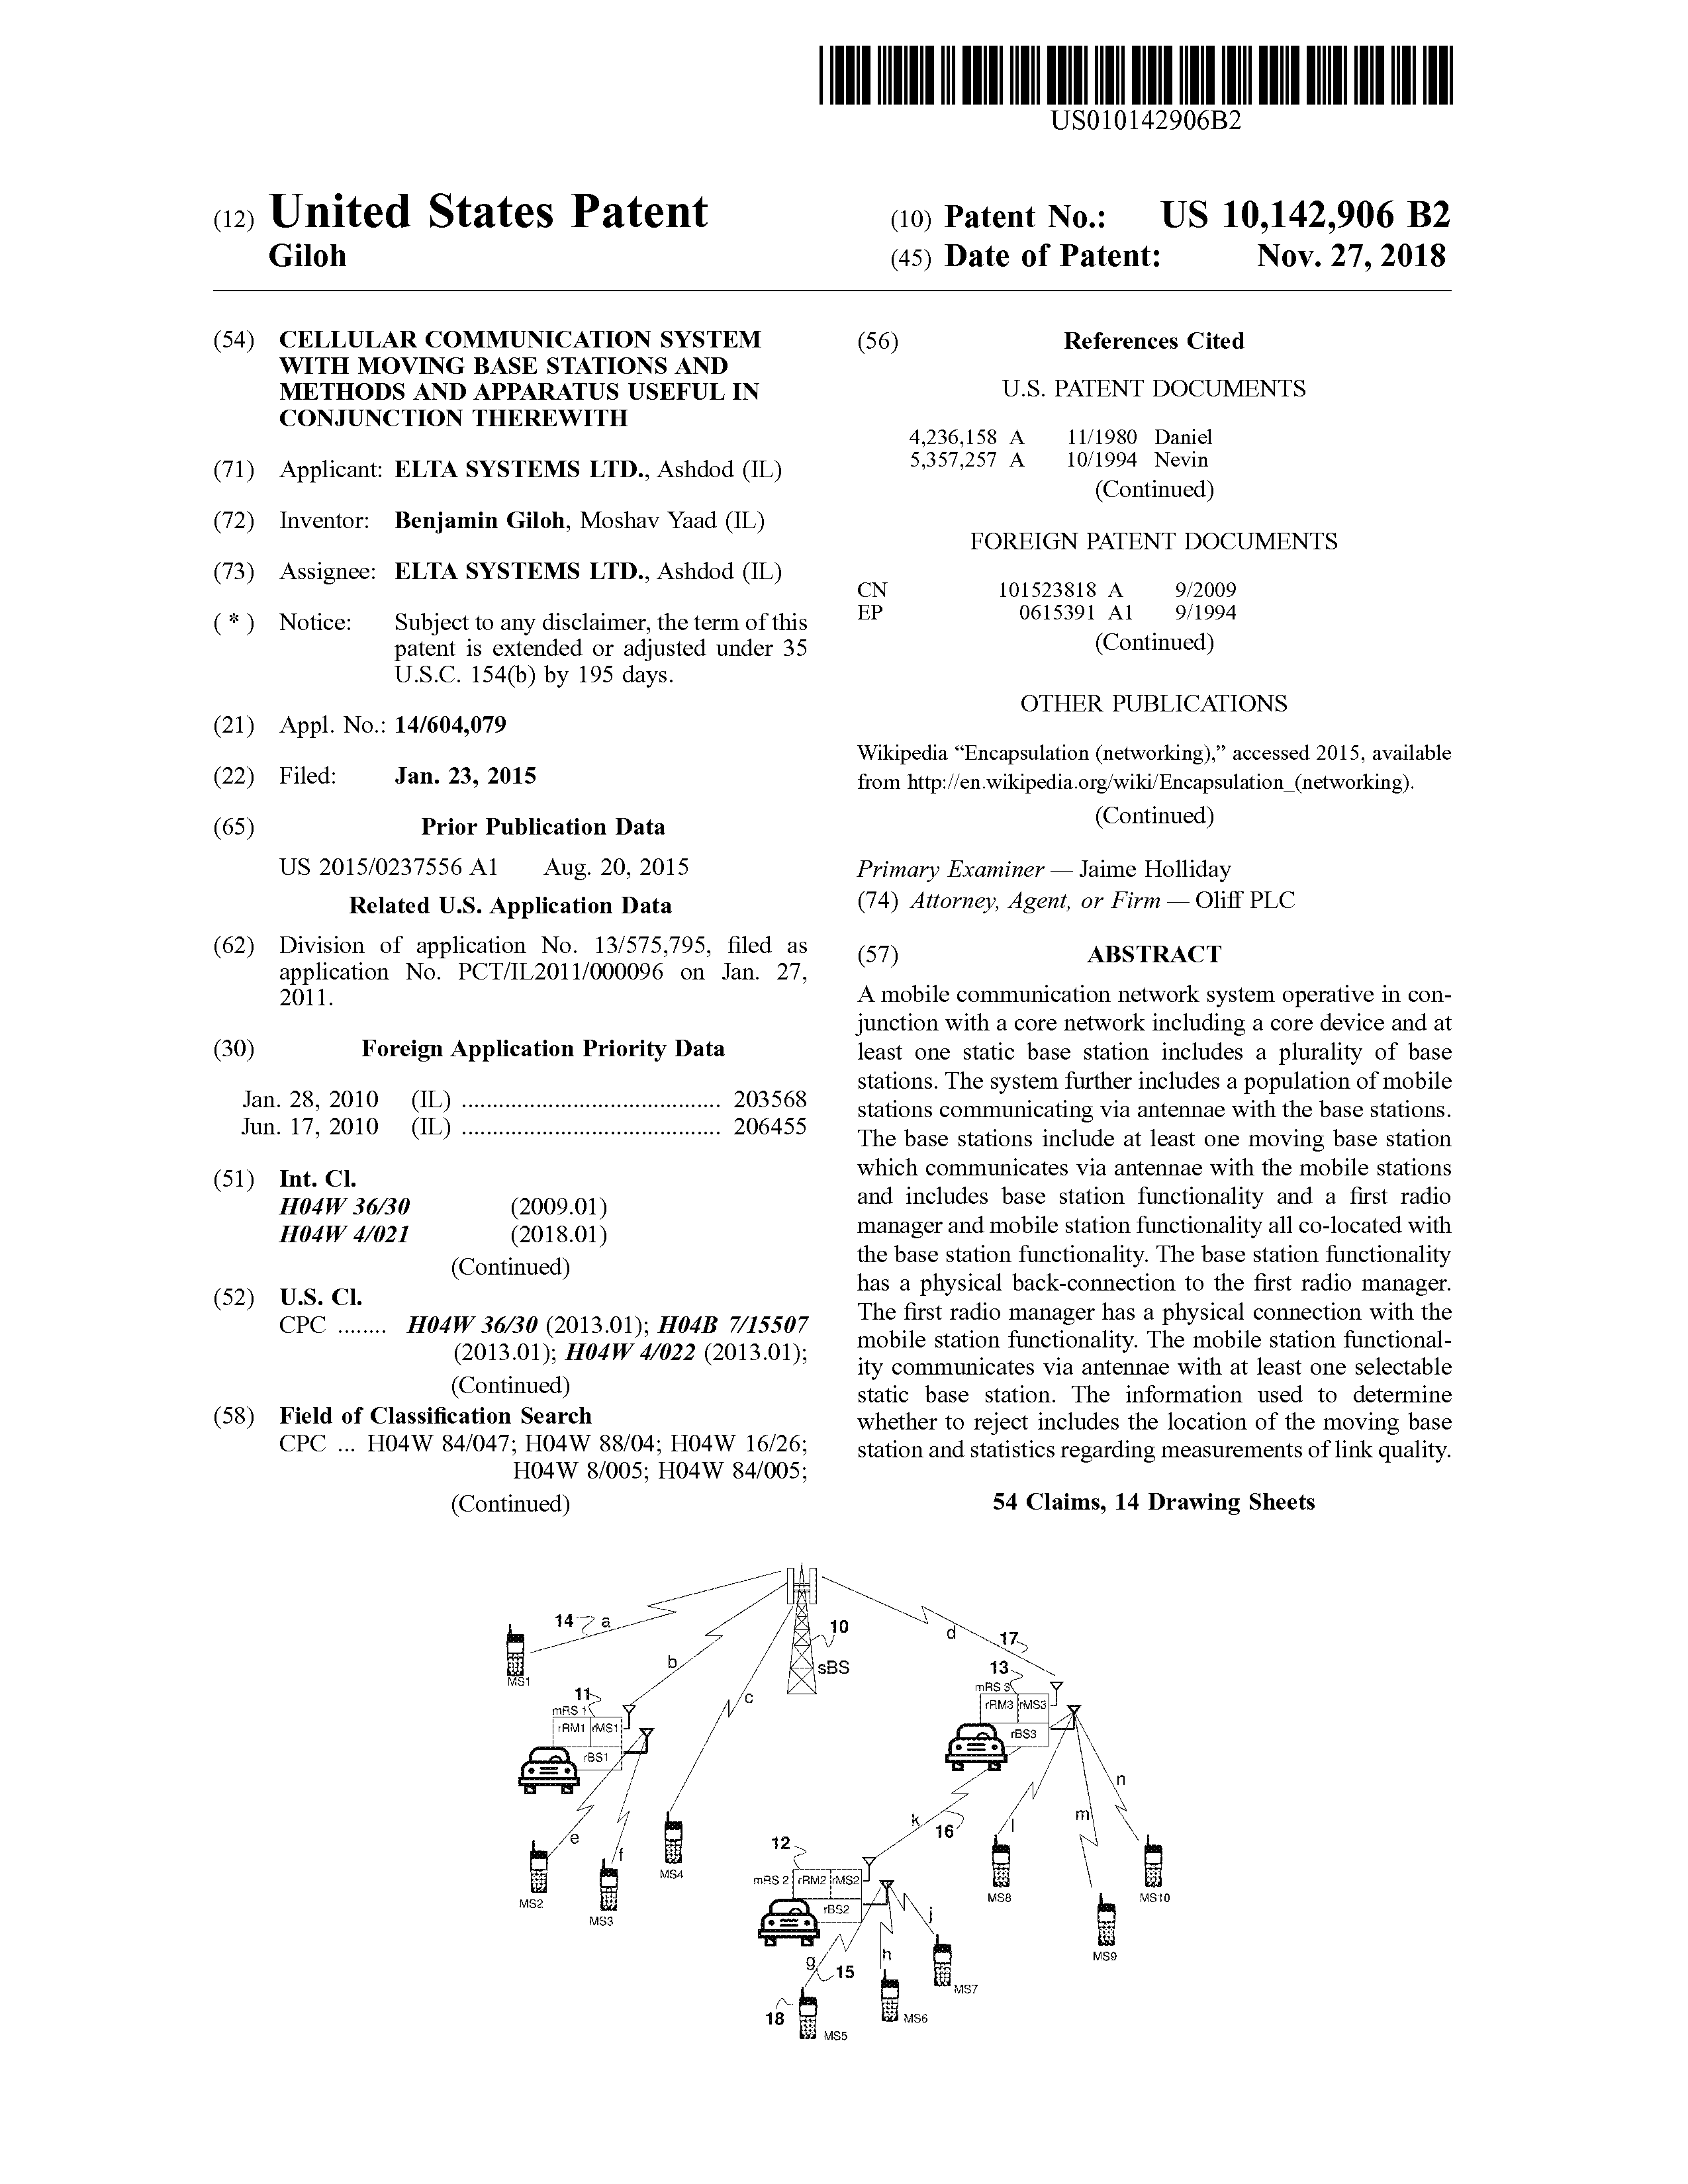 US010142906B2
(12) United States Patent
Giloh
(10) Patent No.: US 10,142,906 B2
(45) Date of Patent: Nov. 27, 2018
(54) CELLULAR COMMUNICATION SYSTEM
WITH MOVING BASE STATIONS AND
METHODS AND APPARATUS USEFUL IN
CONJUNCTION THEREWITH
(71) Applicant: ELTA SYSTEMS LTD., Ashdod (IL)
(72) Inventor: Benjamin Giloh, Moshav Yaad (IL)
(73) Assignee: ELTA SYSTEMS LTD., Ashdod (IL)
( * ) Notice: Subject to any disclaimer, the term of this
patent is extended or adjusted under 35
U.S.C. 154(b) by 195 days.
(21) Appl. No.: 14/604,079
(22) Filed: Jan. 23, 2015
(65) Prior Publication Data
US 2015/0237556 A1 Aug. 20, 2015
Related U.S. Application Data
(62) Division of application No. 13/575,795, filed as
application No. PCT/IL2011/000096 on Jan. 27,
2011.
(30) Foreign Application Priority Data
Jan. 28, 2010 (IL) .......................................... 203568
Jun. 17, 2010 (IL) .......................................... 206455
(51) Int. Cl.
H04W 36/30 (2009.01)
H04W 4/021 (2018.01)
(Continued)
(52) U.S. Cl.
CPC ........ H04W 36/30 (2013.01); H04B 7/15507
(2013.01); H04W 4/022 (2013.01);
(Continued)
(58) Field of Classification Search
CPC ... H04W 84/047; H04W 88/04; H04W 16/26;
H04W 8/005; H04W 84/005;
(Continued)
(56) References Cited
U.S. PATENT DOCUMENTS
4,236,158 A 11/1980 Daniel
5,357,257 A 10/1994 Nevin
(Continued)
FOREIGN PATENT DOCUMENTS
CN 101523818 A 9/2009
EP 0615391 A1 9/1994
(Continued)
OTHER PUBLICATIONS
Wikipedia “Encapsulation (networking),” accessed 2015, available
from http://en.wikipedia.org/wiki/Encapsulation_(networking).
(Continued)
Primary Examiner — Jaime Holliday
(74) Attorney, Agent, or Firm — Oliff PLC
(57) ABSTRACT
A mobile communication network system operative in con-
junction with a core network including a core device and at
least one static base station includes a plurality of base
stations. The system further includes a population of mobile
stations communicating via antennae with the base stations.
The base stations include at least one moving base station
which communicates via antennae with the mobile stations
and includes base station functionality and a first radio
manager and mobile station functionality all co-located with
the base station functionality. The base station functionality
has a physical back-connection to the first radio manager.
The first radio manager has a physical connection with the
mobile station functionality. The mobile station functional-
ity communicates via antennae with at least one selectable
static base station. The information used to determine
whether to reject includes the location of the moving base
station and statistics regarding measurements of link quality.
54 Claims, 14 Drawing Sheets
14 a
10
d
17
b
sBS
13
MS1
c
mRS 3
11
rRM3 rMS3
mRS 1
rRM1 rMS1
rBS3
rBS1
n
k
m
l
16
e
12
f
MS4
mRS 2 rRM2 rMS2
MS8
MS10
MS2
rBS2
MS3
j
h
MS9
g
15
MS7
18
MS6
MS5